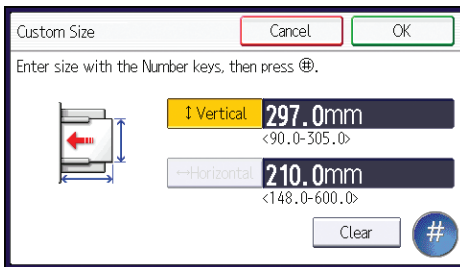 Custom Size
Cancel
OK
Enter size with the Number keys, then press #.
↕ Vertical
297.0mm
<90.0-305.0>
↔Horizontal
210.0mm
<148.0-600.0>
Clear
#